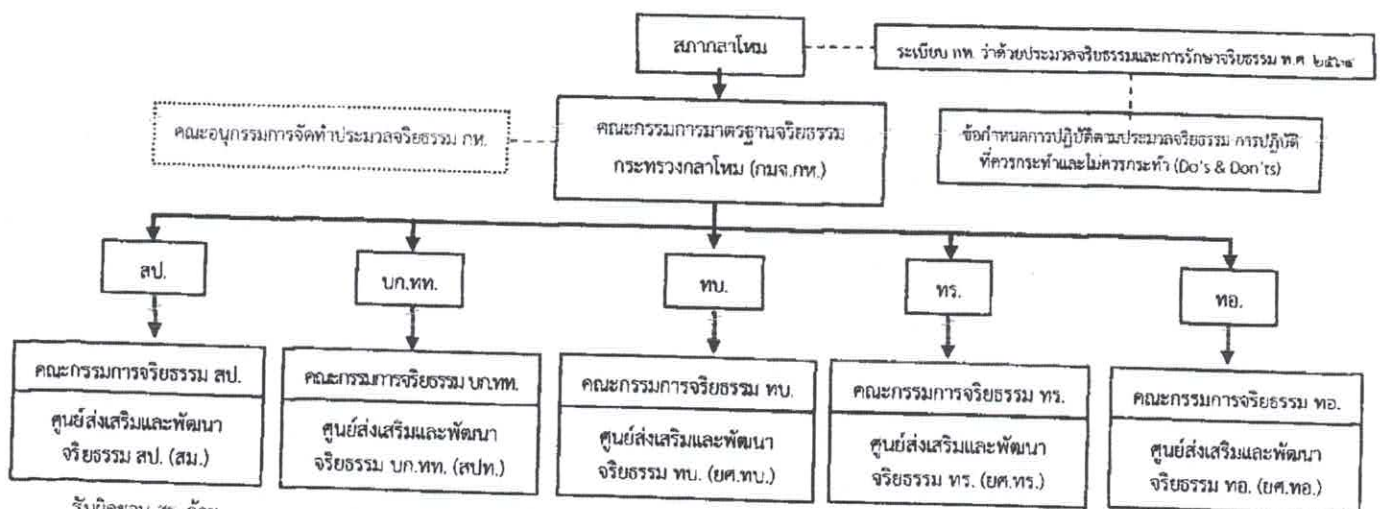 สภากลาโหม
ระเบียบ กห. ว่าด้วยประมวลจริยธรรมและการรักษาจริยธรรม พ.ศ.
คณะอนุกรรมการจัดทำประมวลจริยธรรม กห.
คณะกรรมการมาตรฐานจริยธรรม
กระทรวงกลาโหม (กมจ.กห.)
ข้อกำหนดการปฏิบัติตามประมวลจริยธรรม การปฏิบัติ
ที่ควรกระทำและไม่ควรกระทำ (Do's & Don'ts)
สป.
บก.ทท.
ทบ.
ทร.
ทอ.
คณะกรรมการจริยธรรม สป.
ศูนย์ส่งเสริมและพัฒนา
จริยธรรม สป. (สม.)
คณะกรรมการจริยธรรม บก.ทท.
ศูนย์ส่งเสริมและพัฒนา
จริยธรรม บก.ทท. (สปท.)
คณะกรรมการจริยธรรม ทบ.
ศูนย์ส่งเสริมและพัฒนา
จริยธรรม ทบ. (ยศ.ทบ.)
คณะกรรมการจริยธรรม ทร.
ศูนย์ส่งเสริมและพัฒนา
จริยธรรม ทร. (ยศ.ทร.)
คณะกรรมการจริยธรรม ทอ.
ศูนย์ส่งเสริมและพัฒนา
จริยธรรม ทอ. (ยศ.ทอ.)